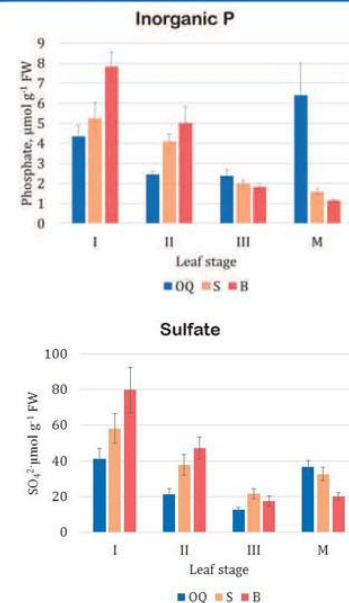 Inorganic P
9
8
7
6
5
4
3
2
1
0
Phosphate, µmol g⁻¹ FW
I II III M
Leaf stage
OQ S B
Sulfate
100
80
60
40
20
0
SO₄²⁻µmol g⁻¹ FW
I II III M
Leaf stage
OQ S B